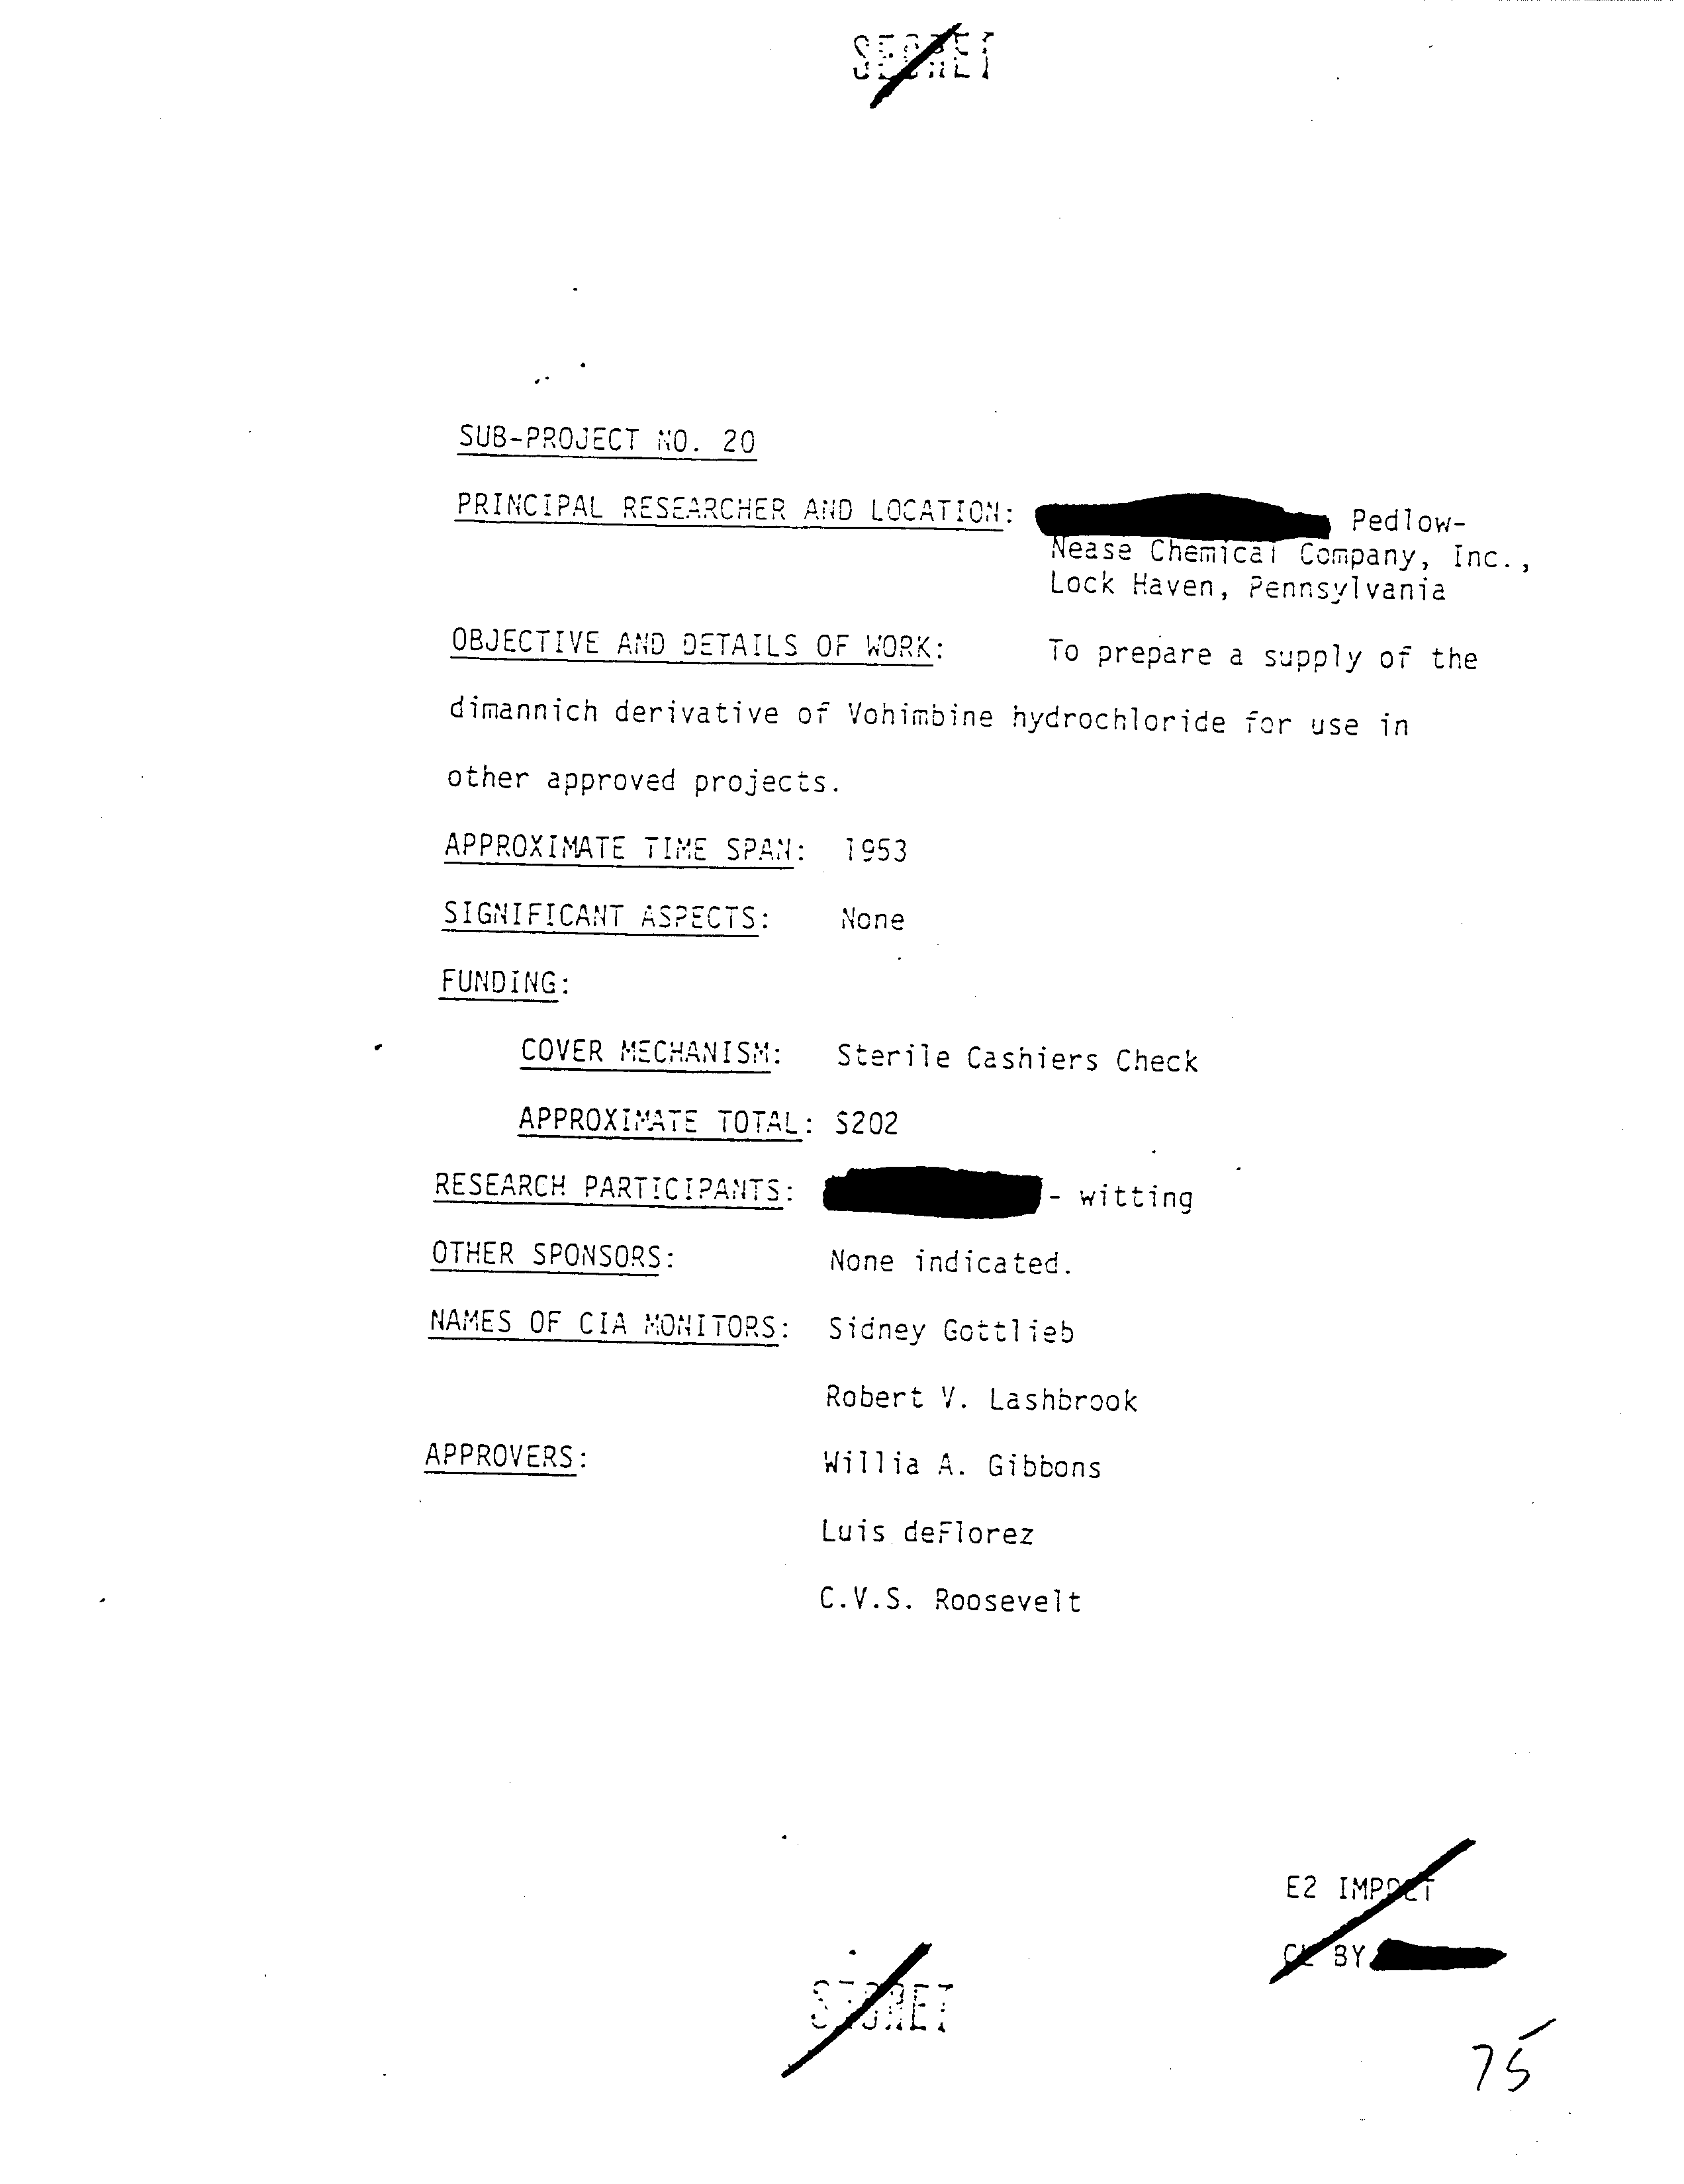 SECRET
SUB-PROJECT NO. 20
PRINCIPAL RESEARCHER AND LOCATION: Pedlow-
Nease Chemical Company, Inc.,
Lock Haven, Pennsylvania
OBJECTIVE AND DETAILS OF WORK: To prepare a supply of the
dimannich derivative of Vohimbine hydrochloride for use in
other approved projects.
APPROXIMATE TIME SPAN: 1953
SIGNIFICANT ASPECTS: None
FUNDING:
COVER MECHANISM: Sterile Cashiers Check
APPROXIMATE TOTAL: $202
RESEARCH PARTICIPANTS: - witting
OTHER SPONSORS: None indicated.
NAMES OF CIA MONITORS: Sidney Gottlieb
Robert V. Lashbrook
APPROVERS: Willia A. Gibbons
Luis deFlorez
C.V.S. Roosevelt
E2 IMPDET
CL BY
SECRET
75